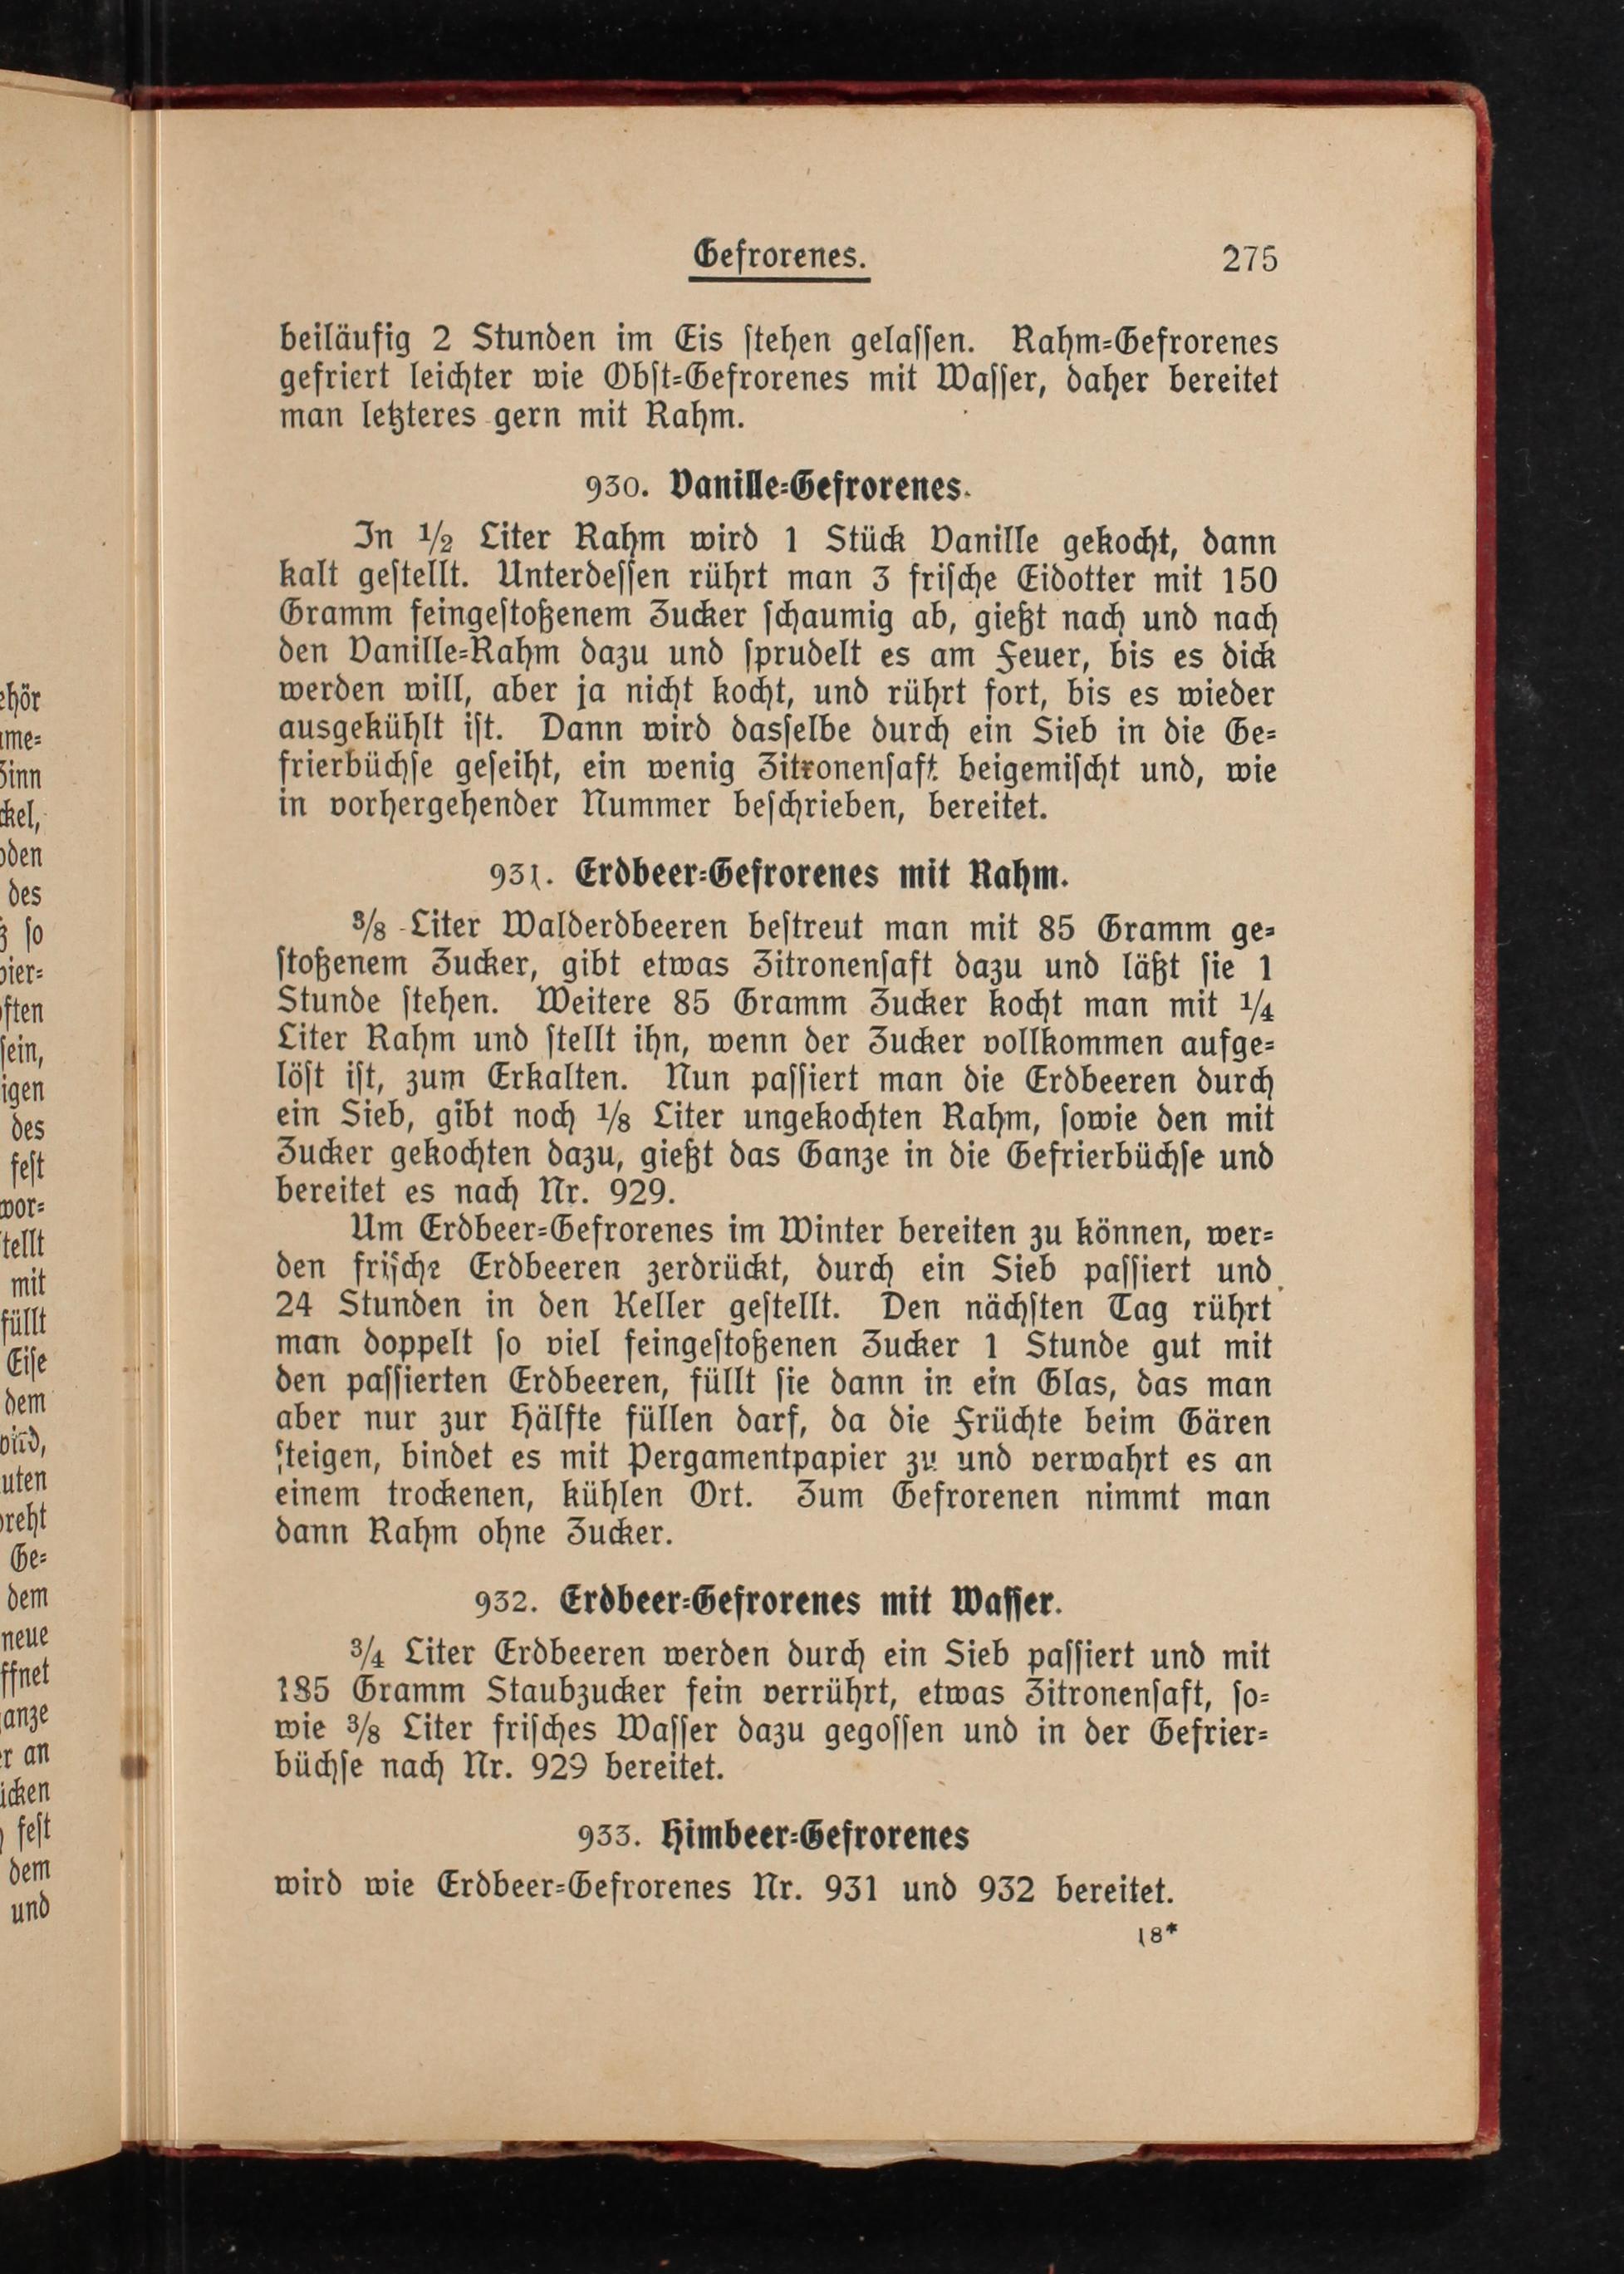 Gefrorenes. 275
beiläufig 2 Stunden im Eis ſtehen gelaſſen. Rahm-Gefrorenes
gefriert leichter wie Obſt-Gefrorenes mit Waſſer, daher bereitet
man letzteres gern mit Rahm.
930. Vanille-Gefrorenes.
In 1/2 Liter Rahm wird 1 Stück Vanille gekocht, dann
kalt geſtellt. Unterdeſſen rührt man 3 friſche Eidotter mit 150
Gramm feingeſtoßenem Zucker ſchaumig ab, gießt nach und nach
den Vanille-Rahm dazu und ſprudelt es am Feuer, bis es dick
werden will, aber ja nicht kocht, und rührt fort, bis es wieder
ausgekühlt iſt. Dann wird dasſelbe durch ein Sieb in die Ge-
frierbüchſe geſeiht, ein wenig Zitronenſaft beigemiſcht und, wie
in vorhergehender Nummer beſchrieben, bereitet.
931. Erdbeer-Gefrorenes mit Rahm.
3/8 Liter Walderdbeeren beſtreut man mit 85 Gramm ge-
ſtoßenem Zucker, gibt etwas Zitronenſaft dazu und läßt ſie 1
Stunde ſtehen. Weitere 85 Gramm Zucker kocht man mit 1/4
Liter Rahm und ſtellt ihn, wenn der Zucker vollkommen aufge-
löſt iſt, zum Erkalten. Nun paſſiert man die Erdbeeren durch
ein Sieb, gibt noch 1/8 Liter ungekochten Rahm, ſowie den mit
Zucker gekochten dazu, gießt das Ganze in die Gefrierbüchſe und
bereitet es nach Nr. 929.
Um Erdbeer-Gefrorenes im Winter bereiten zu können, wer-
den friſche Erdbeeren zerdrückt, durch ein Sieb paſſiert und
24 Stunden in den Keller geſtellt. Den nächſten Tag rührt
man doppelt ſo viel feingeſtoßenen Zucker 1 Stunde gut mit
den paſſierten Erdbeeren, füllt ſie dann in ein Glas, das man
aber nur zur Hälfte füllen darf, da die Früchte beim Gären
ſteigen, bindet es mit Pergamentpapier zu und verwahrt es an
einem trockenen, kühlen Ort. Zum Gefrorenen nimmt man
dann Rahm ohne Zucker.
932. Erdbeer-Gefrorenes mit Waſſer.
3/4 Liter Erdbeeren werden durch ein Sieb paſſiert und mit
185 Gramm Staubzucker fein verrührt, etwas Zitronenſaft, ſo-
wie 3/8 Liter friſches Waſſer dazu gegoſſen und in der Gefrier-
büchſe nach Nr. 929 bereitet.
933. Himbeer-Gefrorenes
wird wie Erdbeer-Gefrorenes Nr. 931 und 932 bereitet.
18*